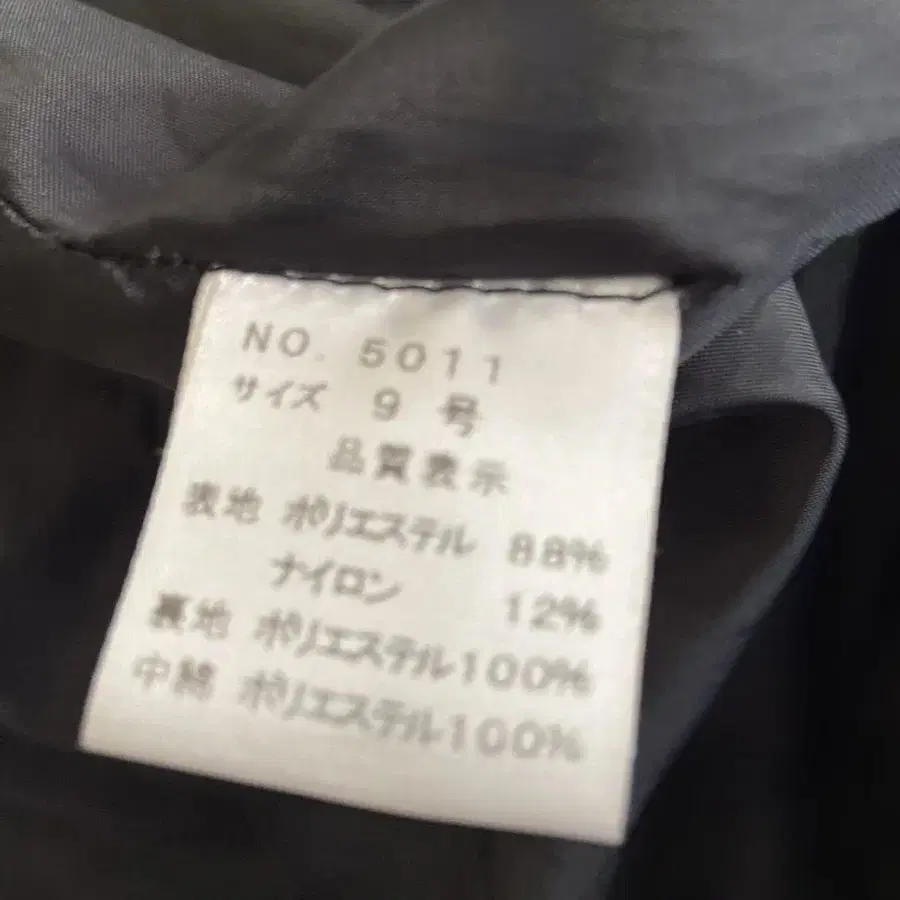 NO. 5011
サイズ 9 号
品質表示
表地 ポリエステル 88%
ナイロン 12%
裏地 ポリエステル100%
中綿 ポリエステル100%